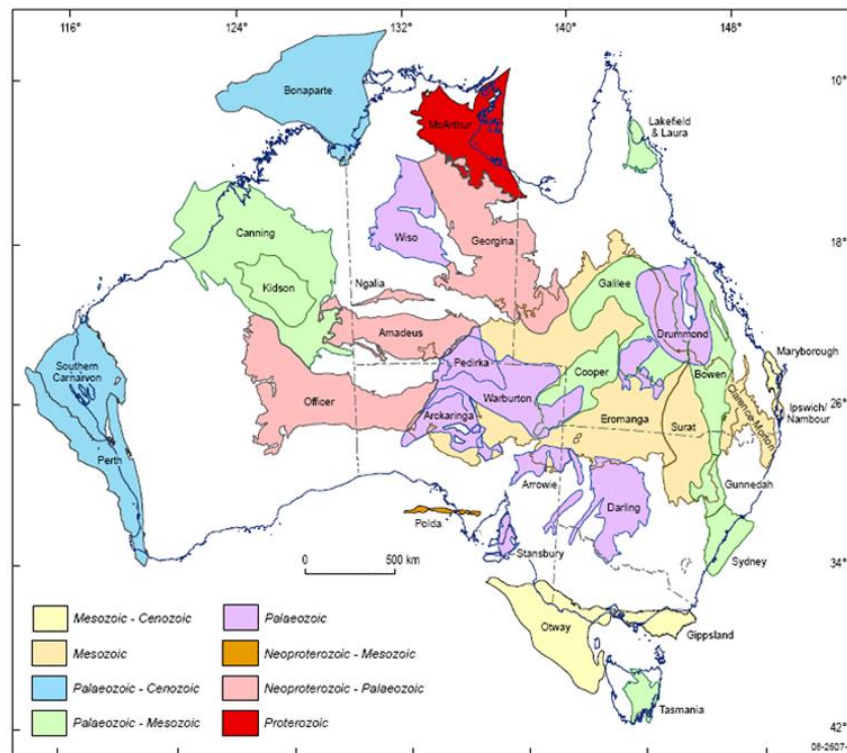 116°
124°
132°
140°
148°
10°
18°
26°
34°
42°
Bonaparte
McArthur
Lakefield
& Laura
Canning
Wiso
Georgina
Kidson
Ngalia
Galilee
Amadeus
Drummond
Southern
Carnarvon
Pedirka
Maryborough
Cooper
Bowen
Officer
Warburton
Clarence-Morton
Ipswich/
Nambour
Arckaringa
Eromanga
Surat
Perth
Gunnedah
Arrowie
Darling
Polda
0
500 km
Stansbury
Sydney
Otway
Gippsland
Tasmania
Mesozoic - Cenozoic
Mesozoic
Palaeozoic - Cenozoic
Palaeozoic - Mesozoic
Palaeozoic
Neoproterozoic - Mesozoic
Neoproterozoic - Palaeozoic
Proterozoic